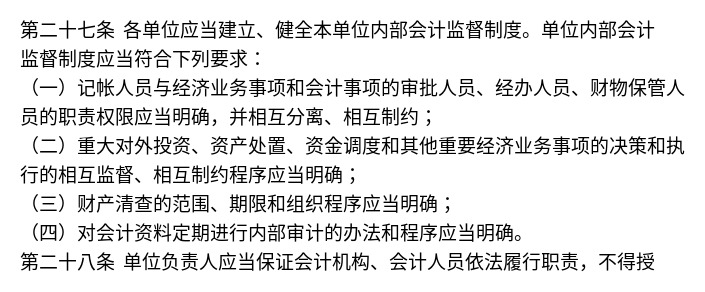 第二十七条 各单位应当建立、健全本单位内部会计监督制度。单位内部会计
监督制度应当符合下列要求：
（一）记帐人员与经济业务事项和会计事项的审批人员、经办人员、财物保管人
员的职责权限应当明确，并相互分离、相互制约；
（二）重大对外投资、资产处置、资金调度和其他重要经济业务事项的决策和执
行的相互监督、相互制约程序应当明确；
（三）财产清查的范围、期限和组织程序应当明确；
（四）对会计资料定期进行内部审计的办法和程序应当明确。
第二十八条 单位负责人应当保证会计机构、会计人员依法履行职责，不得授